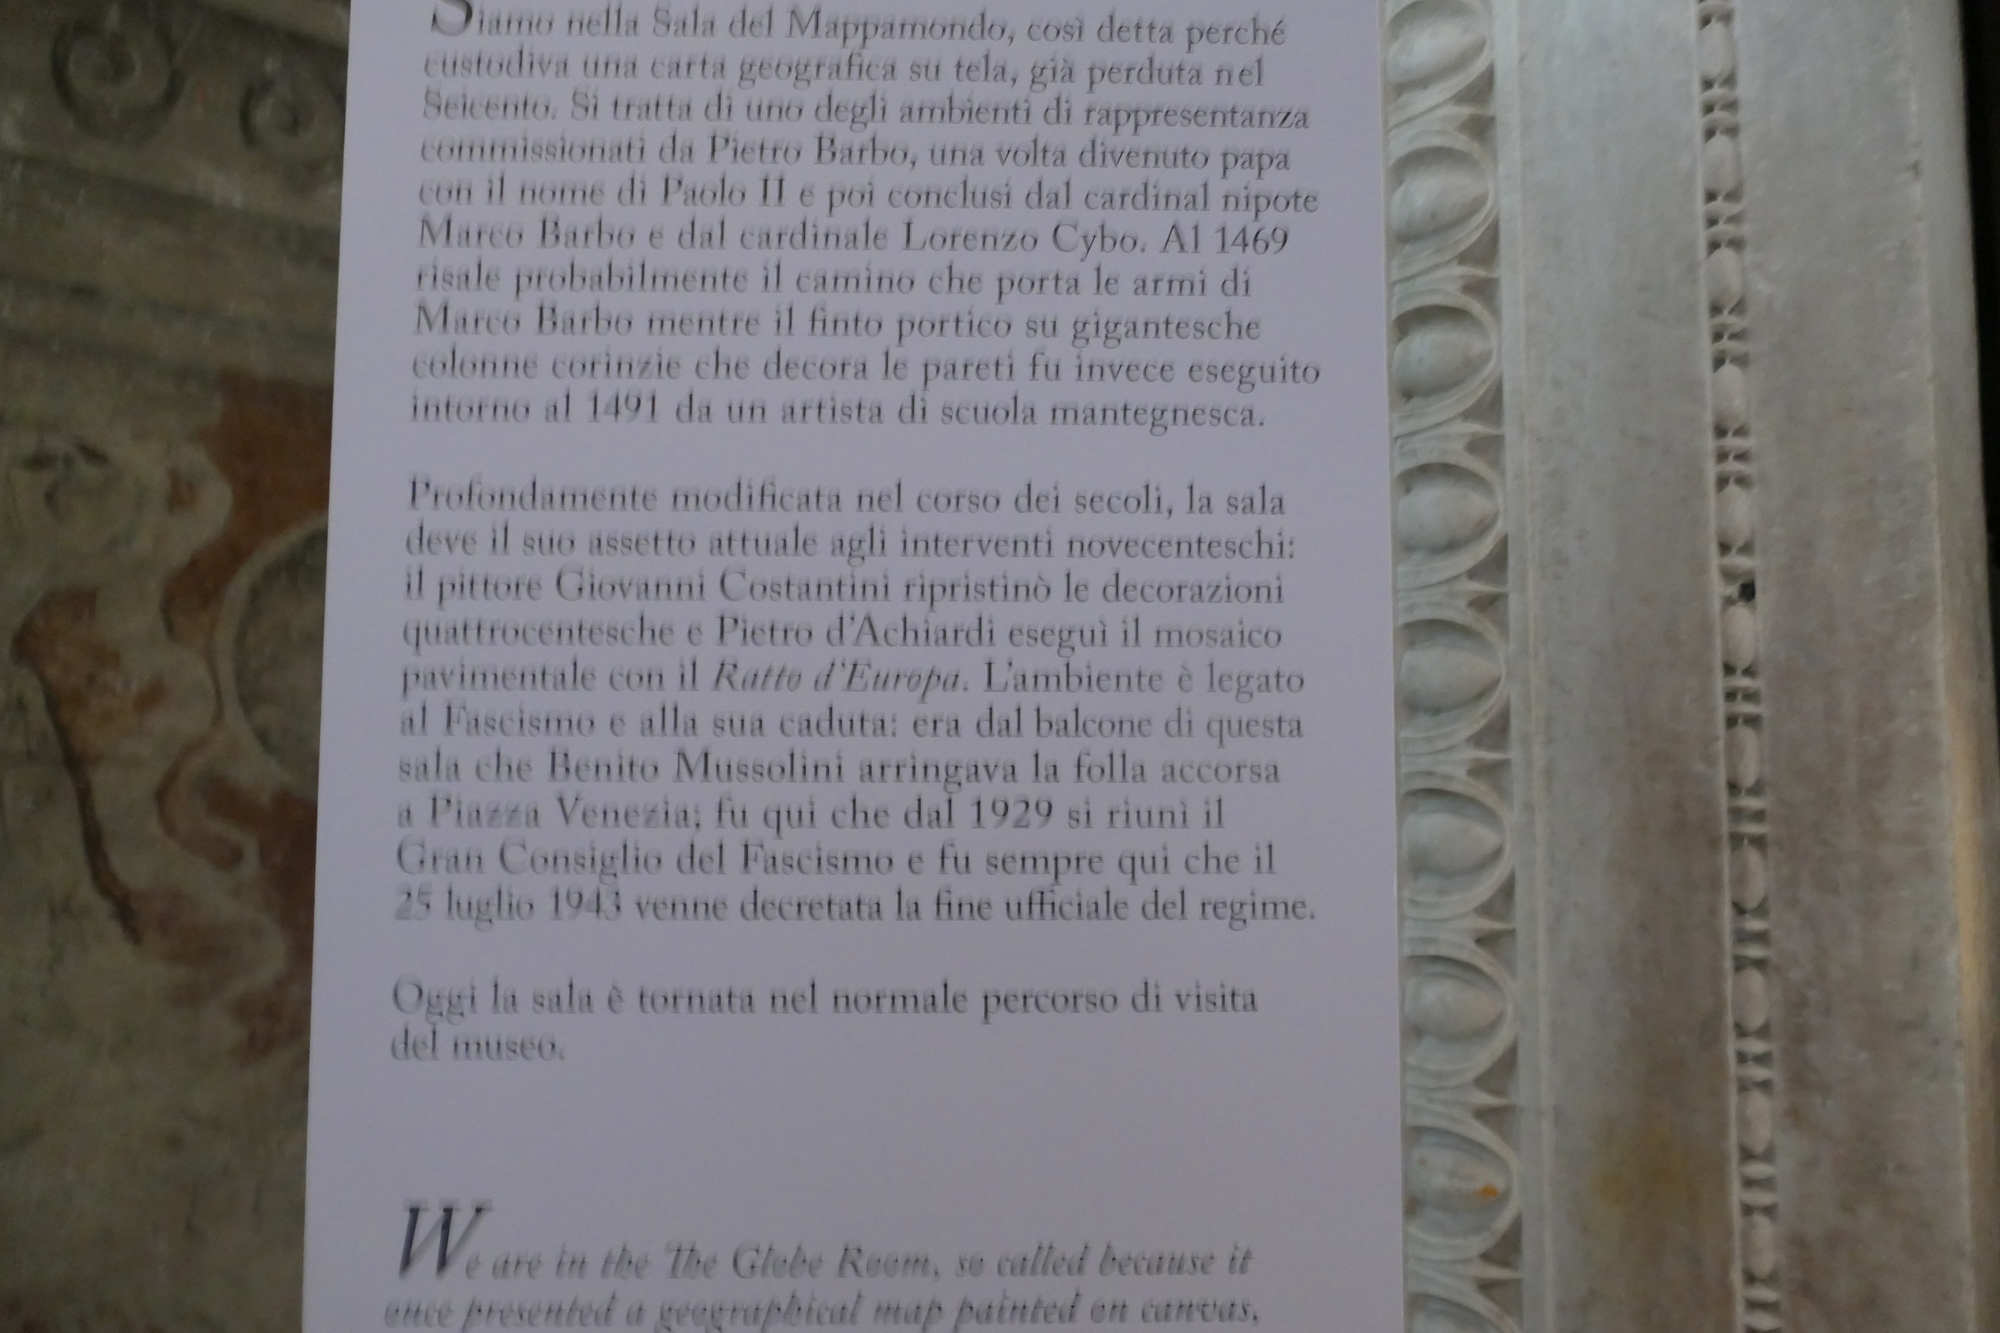 Siamo nella Sala del Mappamondo, così detta perché
custodiva una carta geografica su tela, già perduta nel
Seicento. Si tratta di uno degli ambienti di rappresentanza
commissionati da Pietro Barbo, una volta divenuto papa
con il nome di Paolo II e poi conclusi dal cardinal nipote
Marco Barbo e dal cardinale Lorenzo Cybo. Al 1469
risale probabilmente il camino che porta le armi di
Marco Barbo mentre il finto portico su gigantesche
colonne corinzie che decora le pareti fu invece eseguito
intorno al 1491 da un artista di scuola mantegnesca.
Profondamente modificata nel corso dei secoli, la sala
deve il suo assetto attuale agli interventi novecenteschi:
il pittore Giovanni Costantini ripristinò le decorazioni
quattrocentesche e Pietro d'Achiardi eseguì il mosaico
pavimentale con il Ratto d'Europa. L'ambiente è legato
al Fascismo e alla sua caduta: era dal balcone di questa
sala che Benito Mussolini arringava la folla accorsa
a Piazza Venezia; fu qui che dal 1929 si riunì il
Gran Consiglio del Fascismo e fu sempre qui che il
25 luglio 1943 venne decretata la fine ufficiale del regime.
Oggi la sala è tornata nel normale percorso di visita
del museo.
We are in the The Globe Room, so called because it
once presented a geographical map painted on canvas,